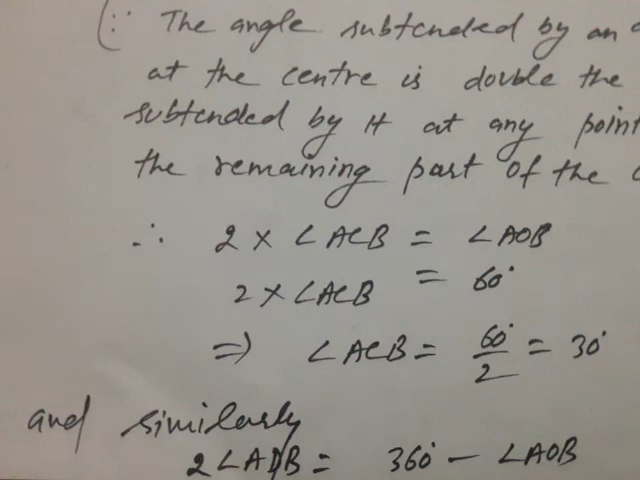 (∵ The angle subtended by an
at the centre is double the
subtended by it at any point
the remaining part of the
∴ 2 × ∠ACB = ∠AOB
2 × ∠ACB = 60°
⇒ ∠ACB = 60°/2 = 30°
and similarly
2∠ADB = 360° − ∠AOB